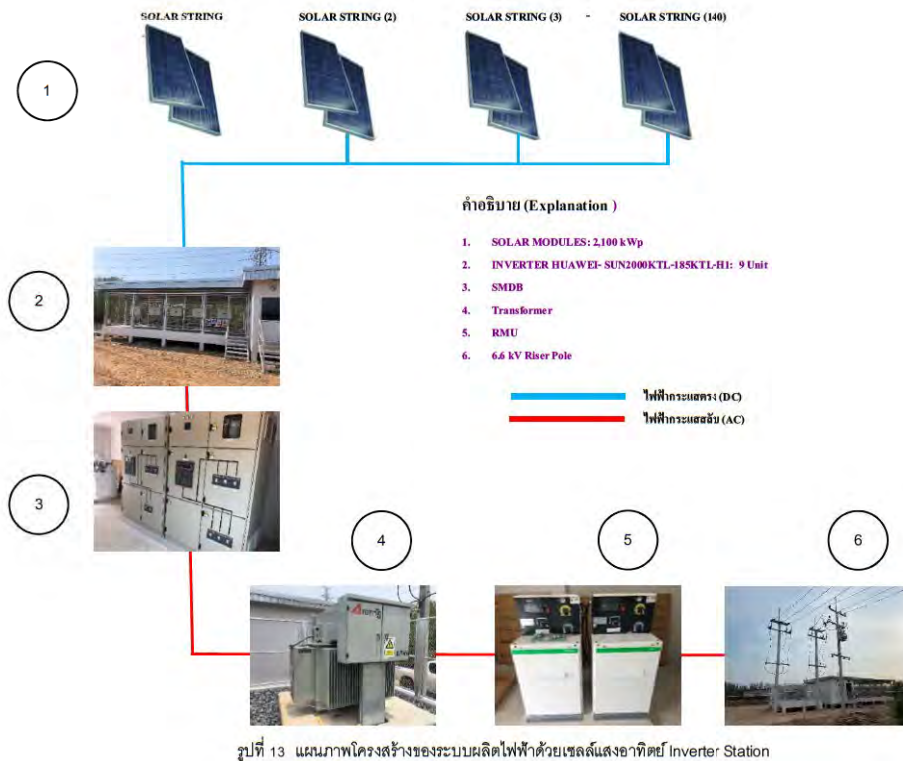 SOLAR STRING
SOLAR STRING (2)
SOLAR STRING (3)
-
SOLAR STRING (140)
1
คำอธิบาย (Explanation )
1. SOLAR MODULES: 2,100 kWp
2. INVERTER HUAWEI- SUN2000KTL-185KTL-H1: 9 Unit
3. SMDB
4. Transformer
5. RMU
6. 6.6 kV Riser Pole
ไฟฟ้ากระแสตรง (DC)
ไฟฟ้ากระแสสลับ (AC)
2
3
4
5
6
รูปที่ 13 แผนภาพโครงสร้างของระบบผลิตไฟฟ้าด้วยเซลล์แสงอาทิตย์ Inverter Station